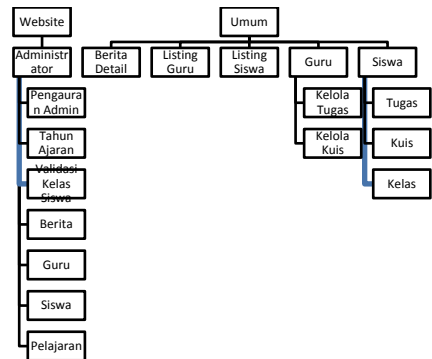 Website
Umum
Administr
ator
Berita
Detail
Listing
Guru
Listing
Siswa
Guru
Siswa
Pengaura
n Admin
Tahun
Ajaran
Validasi
Kelas
Siswa
Berita
Guru
Siswa
Pelajaran
Kelola
Tugas
Kelola
Kuis
Tugas
Kuis
Kelas